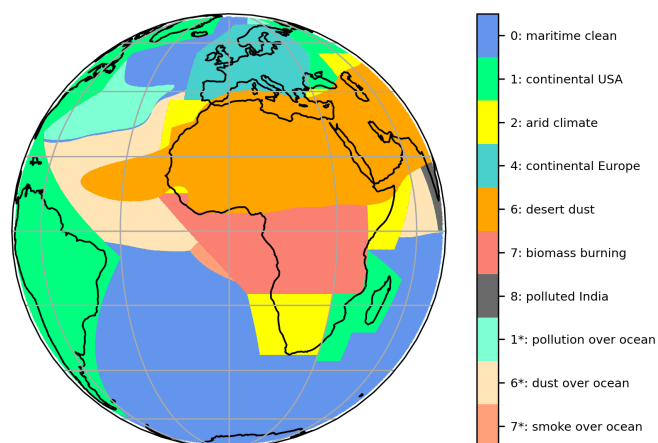 0: maritime clean
1: continental USA
2: arid climate
4: continental Europe
6: desert dust
7: biomass burning
8: polluted India
1*: pollution over ocean
6*: dust over ocean
7*: smoke over ocean